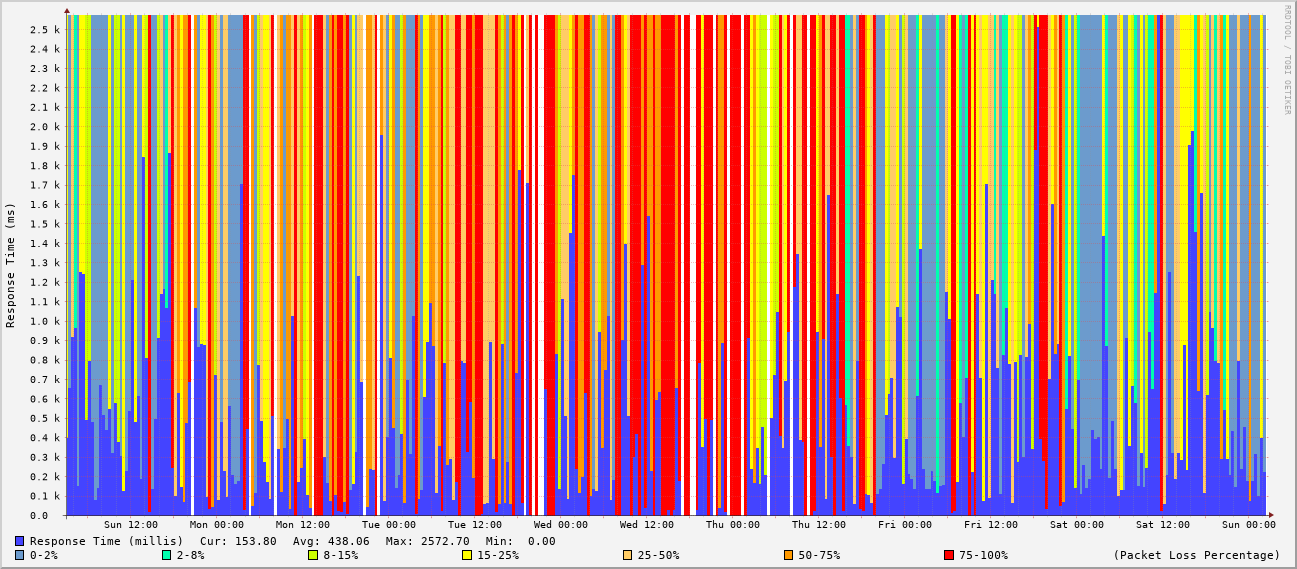 RRDTOOL / TOBI OETIKER
Response Time (ms)
2.5 k
2.4 k
2.3 k
2.2 k
2.1 k
2.0 k
1.9 k
1.8 k
1.7 k
1.6 k
1.5 k
1.4 k
1.3 k
1.2 k
1.1 k
1.0 k
0.9 k
0.8 k
0.7 k
0.6 k
0.5 k
0.4 k
0.3 k
0.2 k
0.1 k
0.0
Sun 12:00 Mon 00:00 Mon 12:00 Tue 00:00 Tue 12:00 Wed 00:00 Wed 12:00 Thu 00:00 Thu 12:00 Fri 00:00 Fri 12:00 Sat 00:00 Sat 12:00 Sun 00:00
Response Time (millis) Cur: 153.80 Avg: 438.06 Max: 2572.70 Min: 0.00
0-2% 2-8% 8-15% 15-25% 25-50% 50-75% 75-100% (Packet Loss Percentage)